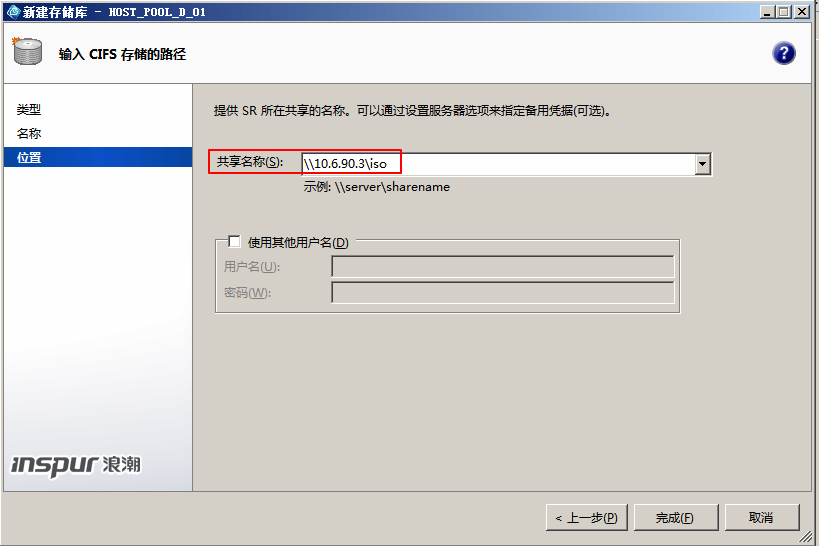 新建存储库 - HOST_POOL_D_01
输入 CIFS 存储的路径
?
类型
名称
位置
提供 SR 所在共享的名称。可以通过设置服务器选项来指定备用凭据(可选)。
共享名称(S): \\10.6.90.3\iso
示例: \\server\sharename
使用其他用户名(D)
用户名(U):
密码(W):
inspur 浪潮
< 上一步(P) 完成(F) 取消